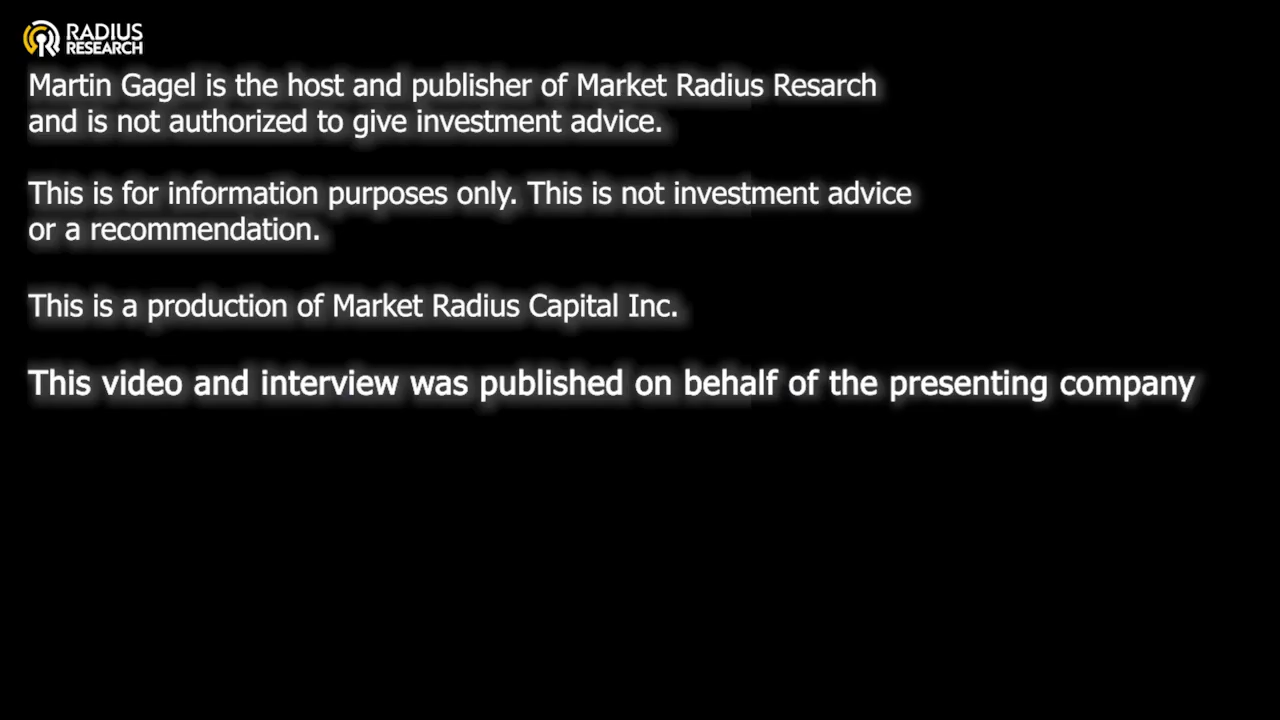 RADIUS
RESEARCH
Martin Gagel is the host and publisher of Market Radius Resarch
and is not authorized to give investment advice.
This is for information purposes only. This is not investment advice
or a recommendation.
This is a production of Market Radius Capital Inc.
This video and interview was published on behalf of the presenting company